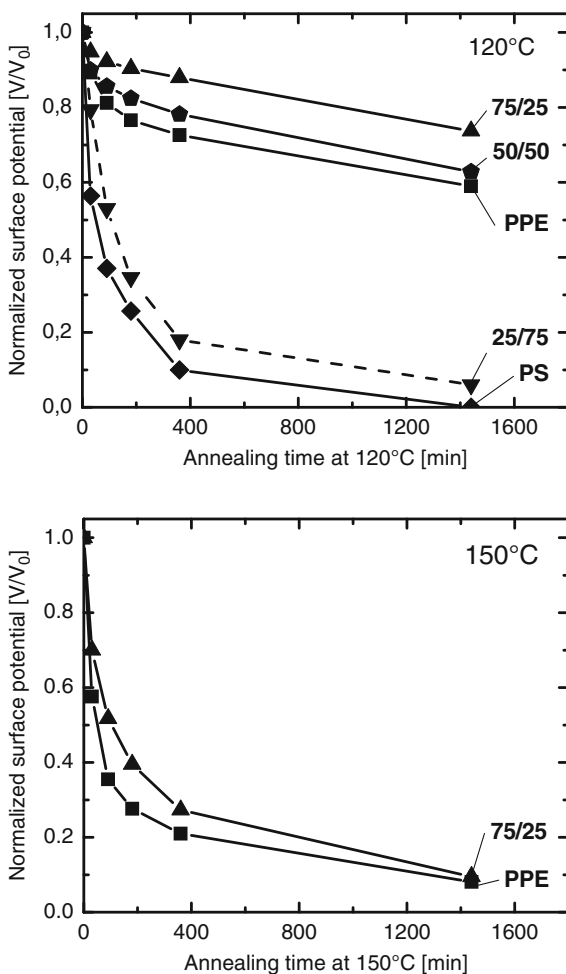 Normalized surface potential [V/V0]
1,0
0,8
0,6
0,4
0,2
0,0
120°C
75/25
50/50
PPE
25/75
PS
0 400 800 1200 1600
Annealing time at 120°C [min]
Normalized surface potential [V/V0]
1.0
0.8
0.6
0.4
0.2
0.0
150°C
75/25
PPE
0 400 800 1200 1600
Annealing time at 150°C [min]